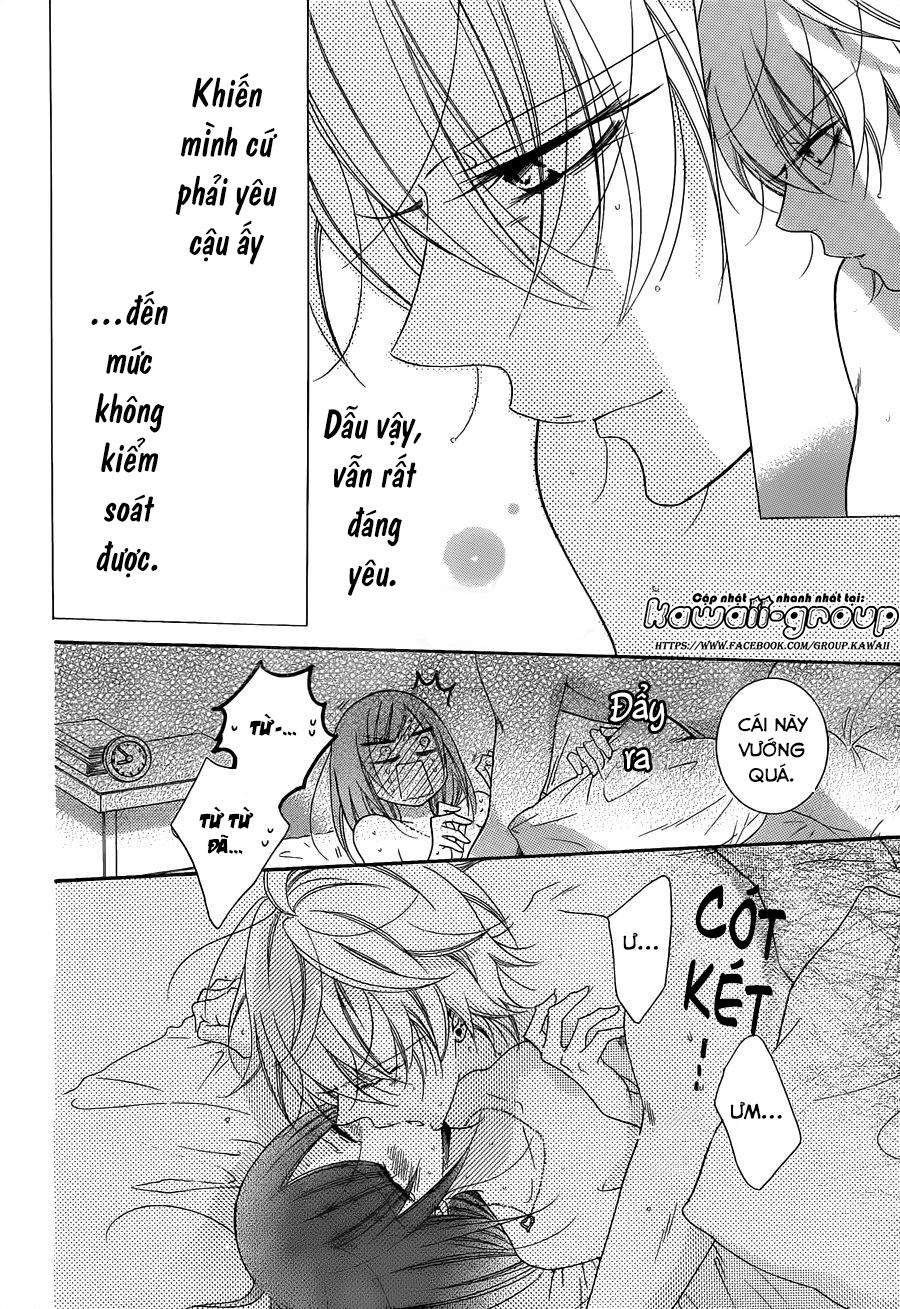 Dẫu vậy,
vẫn rất
đáng
yêu.
Khiến
mình cứ
phải yêu
cậu ấy
...đến
mức
không
kiểm
soát
được.
Cập nhật nhanh nhất tại:
kawaii-group
HTTPS://WWW.FACEBOOK.COM/GROUP.KAWAII
CÁI NÀY
VƯỚNG
QUÁ.
Đẩy
ra
TỪ -...
TỪ TỪ
ĐÃ...
CÓT
KÉT
...
Ư...
ƯM...